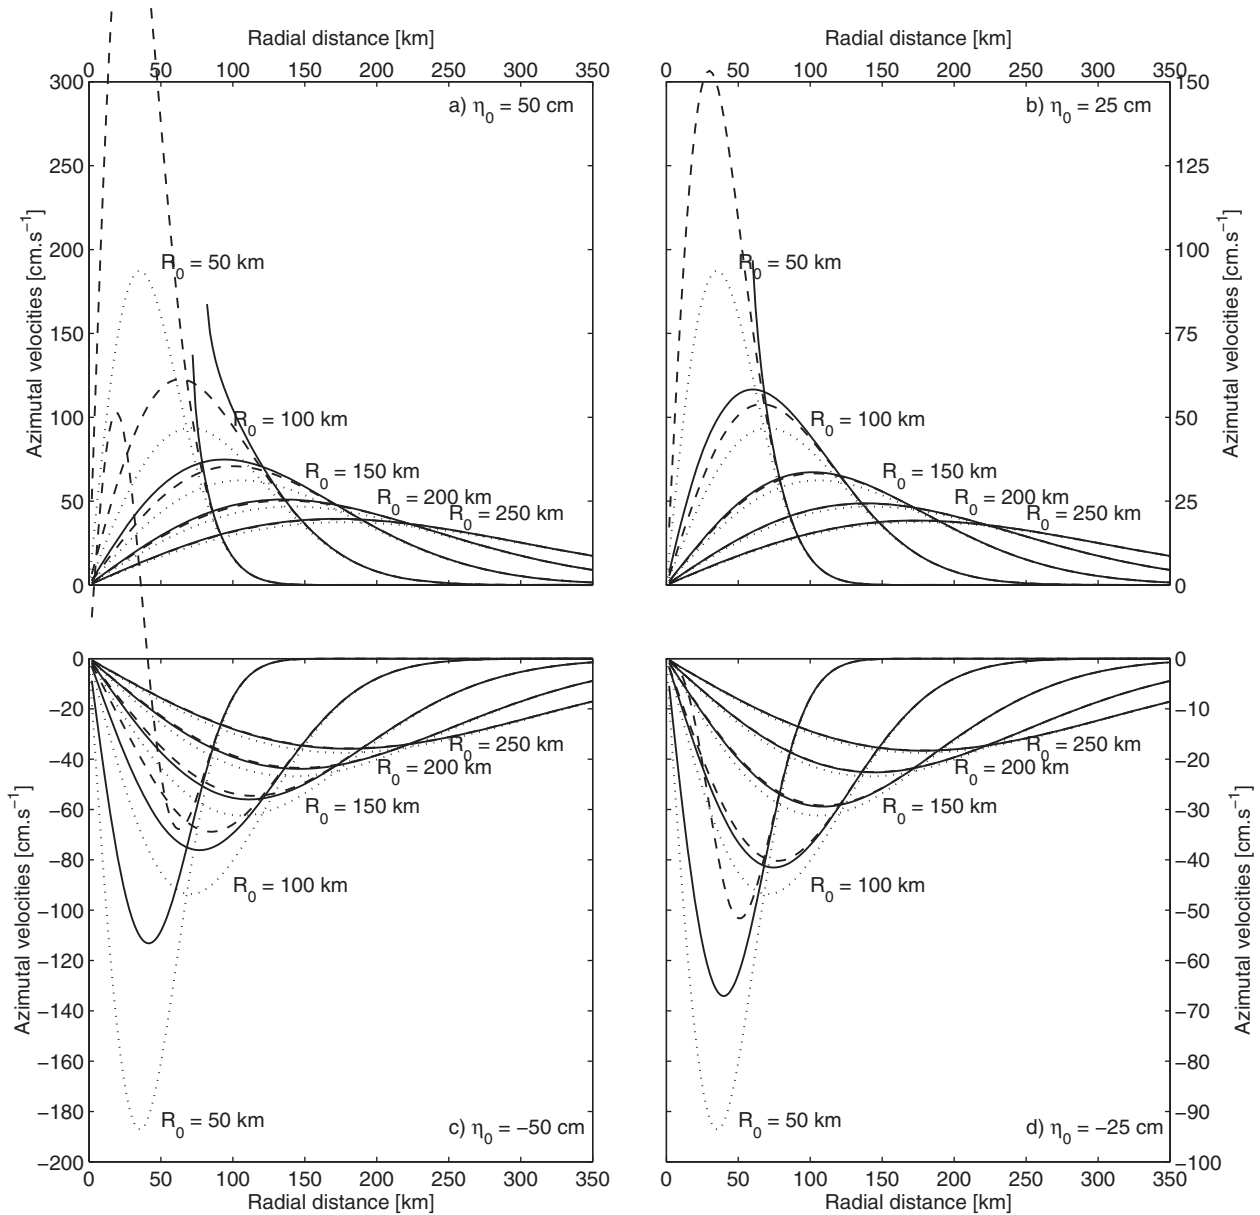 Radial distance [km]
Radial distance [km]
0 50 100 150 200 250 300 350
0 50 100 150 200 250 300 350
300
250
200
150
100
50
0
Azimutal velocities [cm.s−1]
a) η0 = 50 cm
R0 = 50 km
R0 = 100 km
R0 = 150 km
R0 = 200 km
R0 = 250 km
b) η0 = 25 cm
R0 = 50 km
R0 = 100 km
R0 = 150 km
R0 = 200 km
R0 = 250 km
150
125
100
75
50
25
0
Azimutal velocities [cm.s−1]
0
−20
−40
−60
−80
−100
−120
−140
−160
−180
−200
Azimutal velocities [cm.s−1]
R0 = 250 km
R0 = 200 km
R0 = 150 km
R0 = 100 km
R0 = 50 km
c) η0 = −50 cm
R0 = 250 km
R0 = 200 km
R0 = 150 km
R0 = 100 km
R0 = 50 km
d) η0 = −25 cm
0
−10
−20
−30
−40
−50
−60
−70
−80
−90
−100
Azimutal velocities [cm.s−1]
0 50 100 150 200 250 300 350
0 50 100 150 200 250 300 350
Radial distance [km]
Radial distance [km]